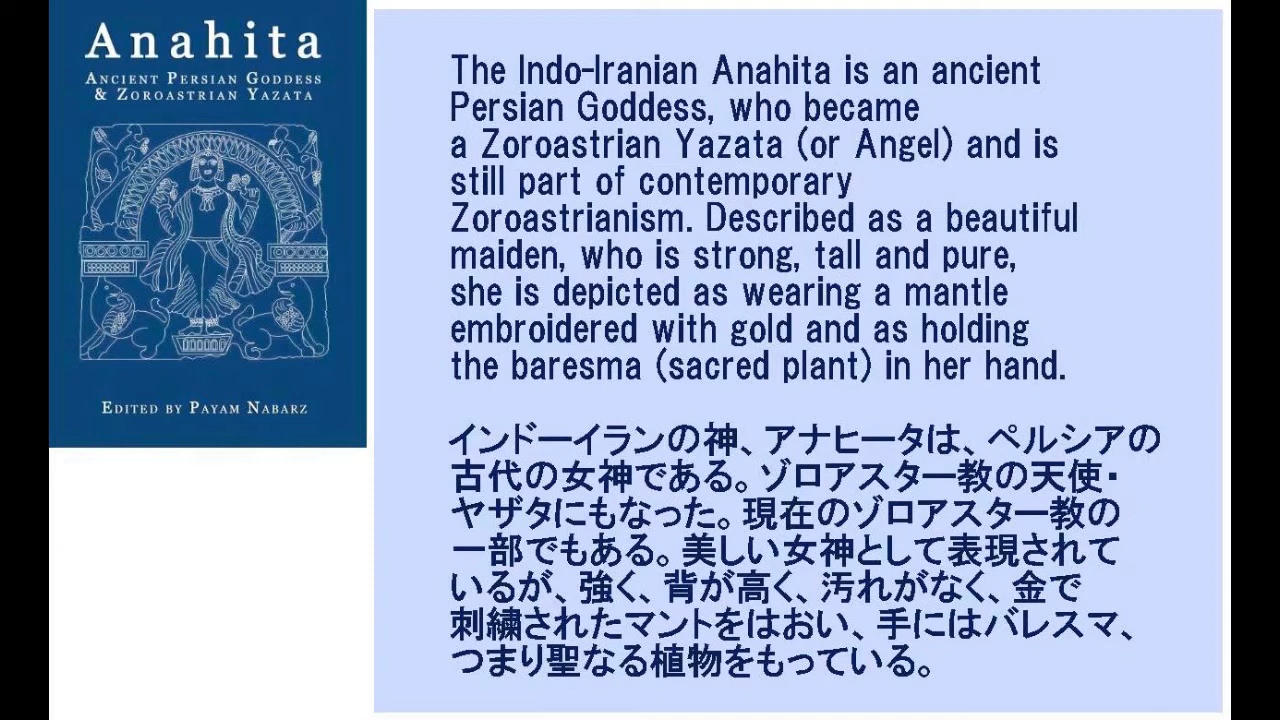 Anahita
ANCIENT PERSIAN GODDESS
& ZOROASTRIAN YAZATA
EDITED BY PAYAM NABARZ
The Indo-Iranian Anahita is an ancient
Persian Goddess, who became
a Zoroastrian Yazata (or Angel) and is
still part of contemporary
Zoroastrianism. Described as a beautiful
maiden, who is strong, tall and pure,
she is depicted as wearing a mantle
embroidered with gold and as holding
the baresma (sacred plant) in her hand.
インドーイランの神、アナヒータは、ペルシアの
古代の女神である。ゾロアスター教の天使・
ヤザタにもなった。現在のゾロアスター教の
一部でもある。美しい女神として表現されて
いるが、強く、背が高く、汚れがなく、金で
刺繍されたマントをはおい、手にはバレスマ、
つまり聖なる植物をもっている。